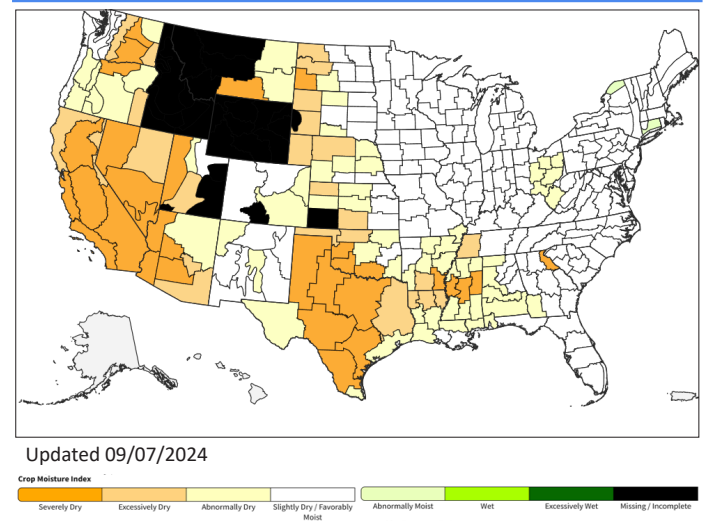 Updated 09/07/2024
Crop Moisture Index
Severely Dry
Excessively Dry
Abnormally Dry
Slightly Dry / Favorably
Moist
Abnormally Moist
Wet
Excessively Wet
Missing / Incomplete